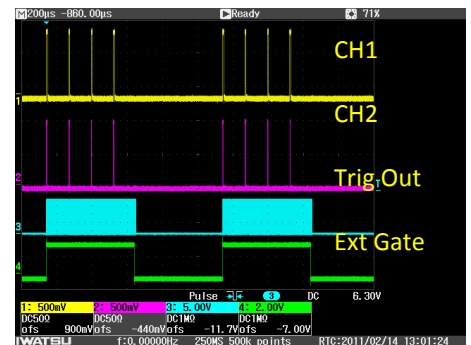 M 200μs -860.00μs Ready 71%
CH1
1
CH2
2 Trig Out T
3
Ext Gate
4
Pulse 3 DC 6.30V
1: 500mV 2: 500mV 3: 5.00V 4: 2.00V
DC50Ω DC50Ω DC1MΩ DC1MΩ
ofs 900mV ofs -440mV ofs -11.7V ofs -7.00V
IWATSU f:0.00000Hz 250MS 500k points RTC:2011/02/14 13:01:24